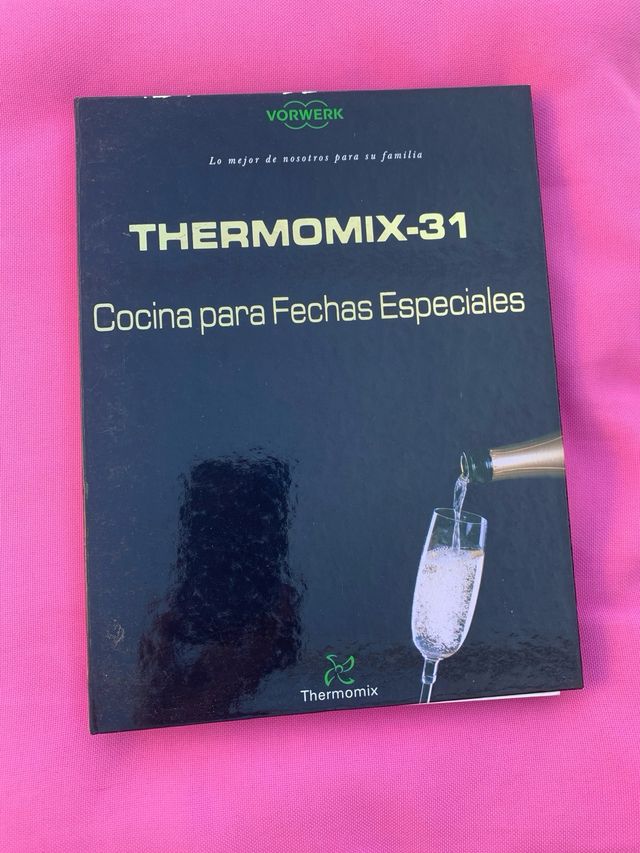 VORWERK
Lo mejor de nosotros para su familia
THERMOMIX-31
Cocina para Fechas Especiales
Thermomix